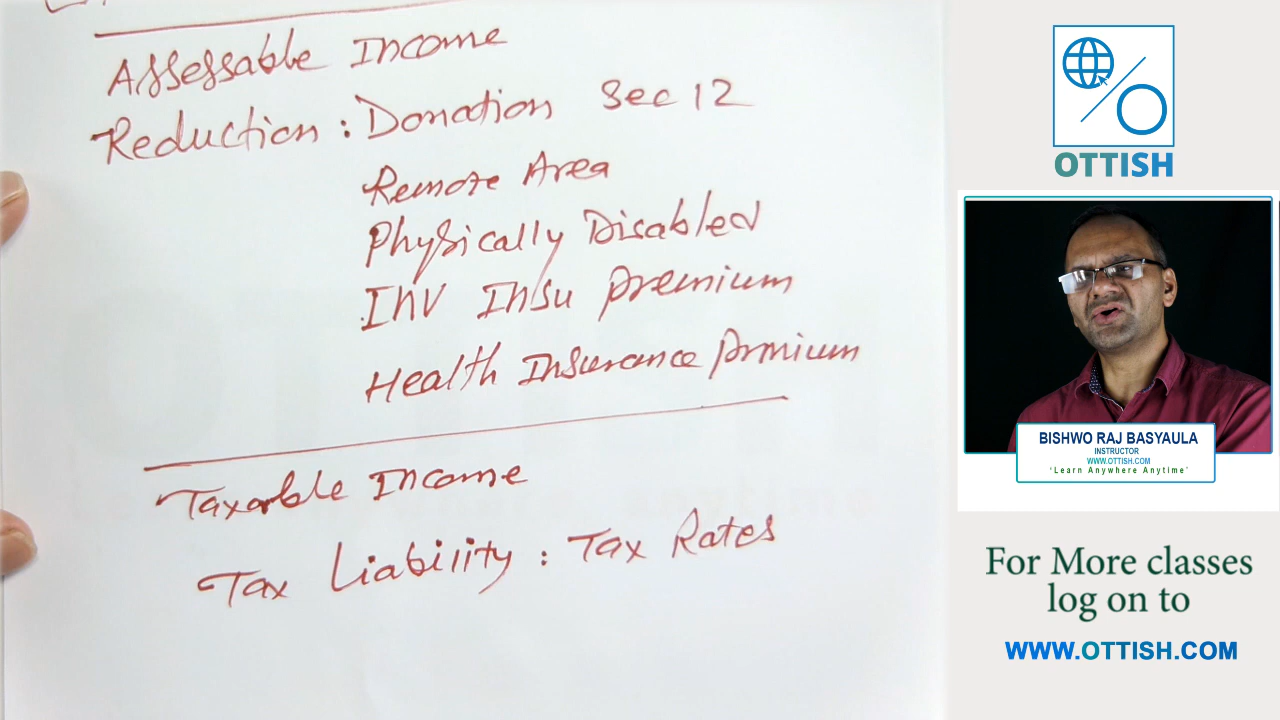 Assessable Income
Reduction : Donation Sec 12
Remote Area
Physically Disabled
Inv Insu premium
Health Insurance premium
Taxable Income
Tax Liability : Tax Rates
%
OTTISH
BISHWO RAJ BASYAULA
INSTRUCTOR
WWW.OTTISH.COM
'Learn Anywhere Anytime'
For More classes
log on to
WWW.OTTISH.COM